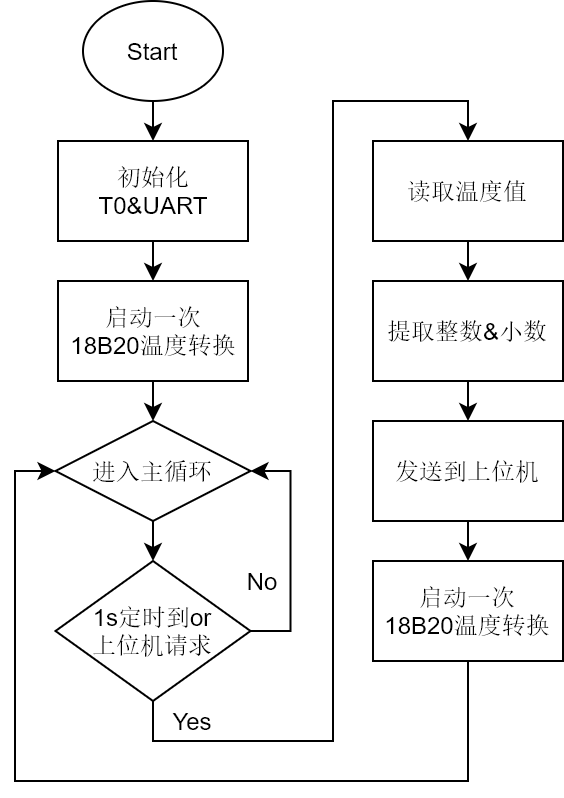 Start
初始化
T0&UART
启动一次
18B20温度转换
进入主循环
No
1s定时到or
上位机请求
Yes
读取温度值
提取整数&小数
发送到上位机
启动一次
18B20温度转换